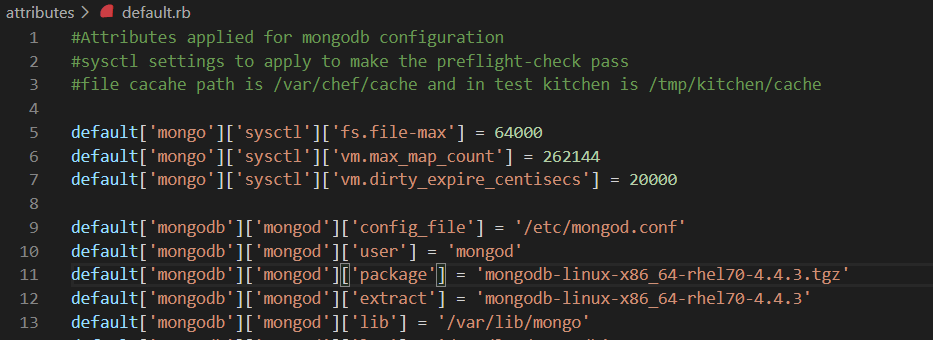 attributes > default.rb
1 #Attributes applied for mongodb configuration
2 #sysctl settings to apply to make the preflight-check pass
3 #file cacahe path is /var/chef/cache and in test kitchen is /tmp/kitchen/cache
4
5 default['mongo']['sysctl']['fs.file-max'] = 64000
6 default['mongo']['sysctl']['vm.max_map_count'] = 262144
7 default['mongo']['sysctl']['vm.dirty_expire_centisecs'] = 20000
8
9 default['mongodb']['mongod']['config_file'] = '/etc/mongod.conf'
10 default['mongodb']['mongod']['user'] = 'mongod'
11 default['mongodb']['mongod']['package'] = 'mongodb-linux-x86_64-rhel70-4.4.3.tgz'
12 default['mongodb']['mongod']['extract'] = 'mongodb-linux-x86_64-rhel70-4.4.3'
13 default['mongodb']['mongod']['lib'] = '/var/lib/mongo'